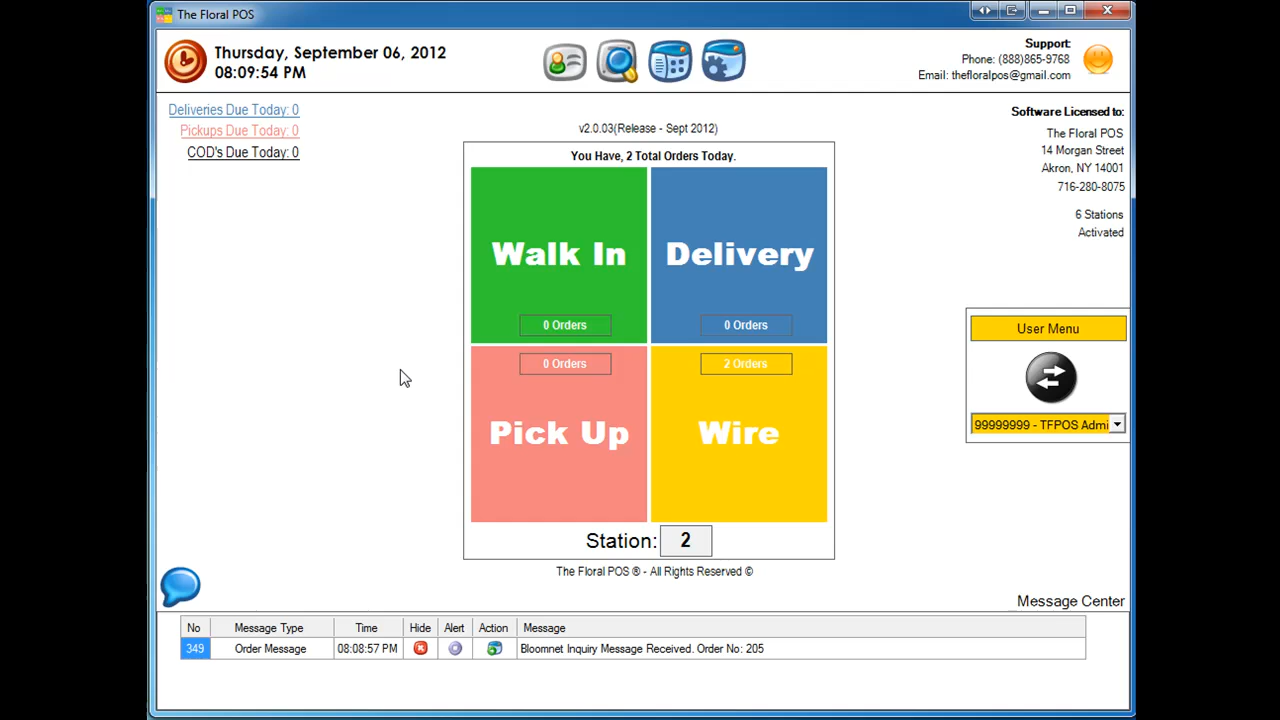 The Floral POS
Thursday, September 06, 2012
08:09:54 PM
Support:
Phone: (888)865-9768
Email: thefloralpos@gmail.com
Deliveries Due Today: 0
Pickups Due Today: 0
COD's Due Today: 0
v2.0.03(Release - Sept 2012)
You Have, 2 Total Orders Today.
Walk In
0 Orders
Delivery
0 Orders
0 Orders
Pick Up
2 Orders
Wire
Station: 2
The Floral POS ® - All Rights Reserved ©
Software Licensed to:
The Floral POS
14 Morgan Street
Akron, NY 14001
716-280-8075
6 Stations
Activated
User Menu
99999999 - TFPOS Admi
Message Center
No Message Type Time Hide Alert Action Message
349 Order Message 08:08:57 PM Bloomnet Inquiry Message Received. Order No: 205